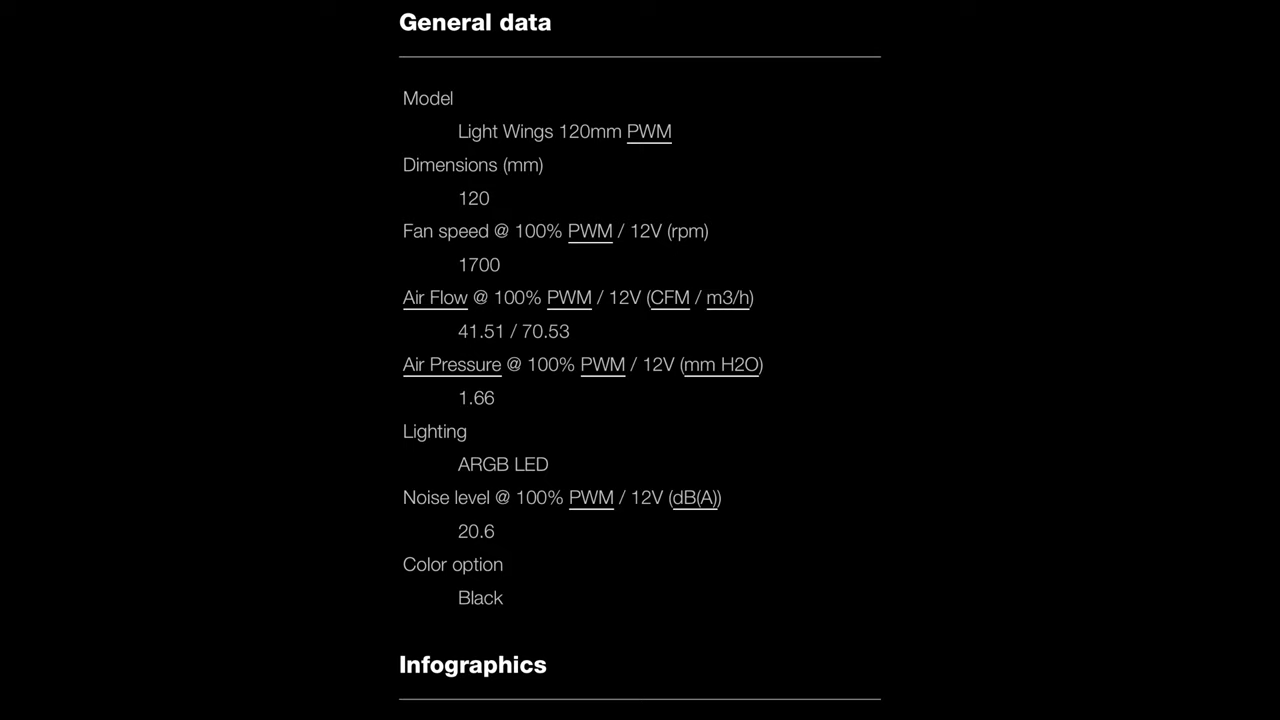 General data
Model
Light Wings 120mm PWM
Dimensions (mm)
120
Fan speed @ 100% PWM / 12V (rpm)
1700
Air Flow @ 100% PWM / 12V (CFM / m3/h)
41.51 / 70.53
Air Pressure @ 100% PWM / 12V (mm H2O)
1.66
Lighting
ARGB LED
Noise level @ 100% PWM / 12V (dB(A))
20.6
Color option
Black
Infographics